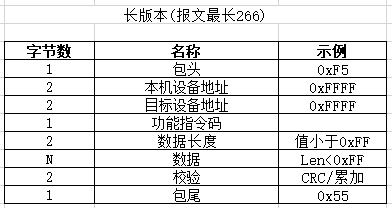 长版本(报文最长266)
字节数 名称 示例
1 包头 0xF5
2 本机设备地址 0xFFFF
2 目标设备地址 0xFFFF
1 功能指令码
2 数据长度 值小于0xFF
N 数据 Len<0xFF
2 校验 CRC/累加
1 包尾 0x55